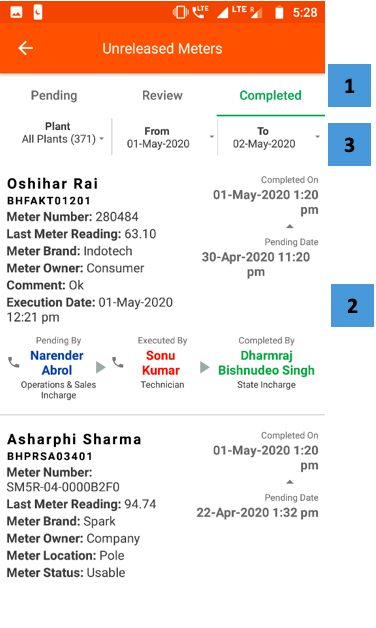 LTE LTE R 5:28
Unreleased Meters
1
Pending Review Completed
Plant From To
All Plants (371) 01-May-2020 02-May-2020
3
Oshihar Rai
BHFAKT01201
Meter Number: 280484
Last Meter Reading: 63.10
Meter Brand: Indotech
Meter Owner: Consumer
Comment: Ok
Execution Date: 01-May-2020
12:21 pm
Completed On
01-May-2020 1:20
pm
Pending Date
30-Apr-2020 11:20
pm
2
Pending By Executed By Completed By
Narender Sonu Dharmraj
Abrol Kumar Bishnudeo Singh
Operations & Sales Technician State Incharge
Incharge
Asharphi Sharma
BHPRSA03401
Meter Number:
SM5R-04-0000B2F0
Last Meter Reading: 94.74
Meter Brand: Spark
Meter Owner: Company
Meter Location: Pole
Meter Status: Usable
Completed On
01-May-2020 1:20
pm
Pending Date
22-Apr-2020 1:32 pm